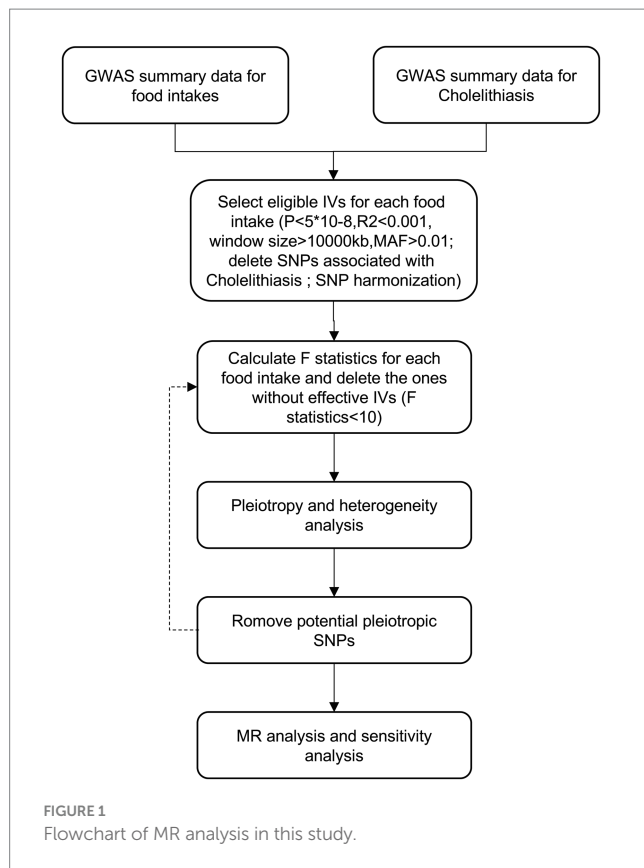 GWAS summary data for
food intakes
GWAS summary data for
Cholelithiasis
Select eligible IVs for each food
intake (P<5*10-8,R2<0.001,
window size>10000kb,MAF>0.01;
delete SNPs associated with
Cholelithiasis ; SNP harmonization)
Calculate F statistics for each
food intake and delete the ones
without effective IVs (F
statistics<10)
Pleiotropy and heterogeneity
analysis
Romove potential pleiotropic
SNPs
MR analysis and sensitivity
analysis
FIGURE 1
Flowchart of MR analysis in this study.